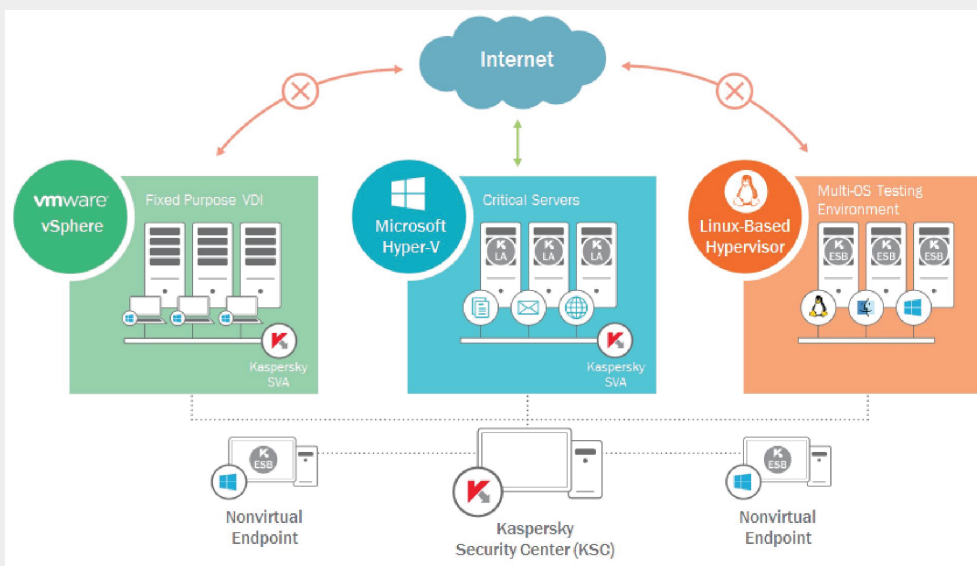 Internet
vmware
vSphere
Fixed Purpose VDI
Kaspersky
SVA
Microsoft
Hyper-V
Critical Servers
K
LA
K
LA
K
LA
Kaspersky
SVA
Linux-Based
Hypervisor
Multi-OS Testing
Environment
K
ESB
K
ESB
K
ESB
K
ESB
Nonvirtual
Endpoint
Kaspersky
Security Center (KSC)
K
ESB
Nonvirtual
Endpoint